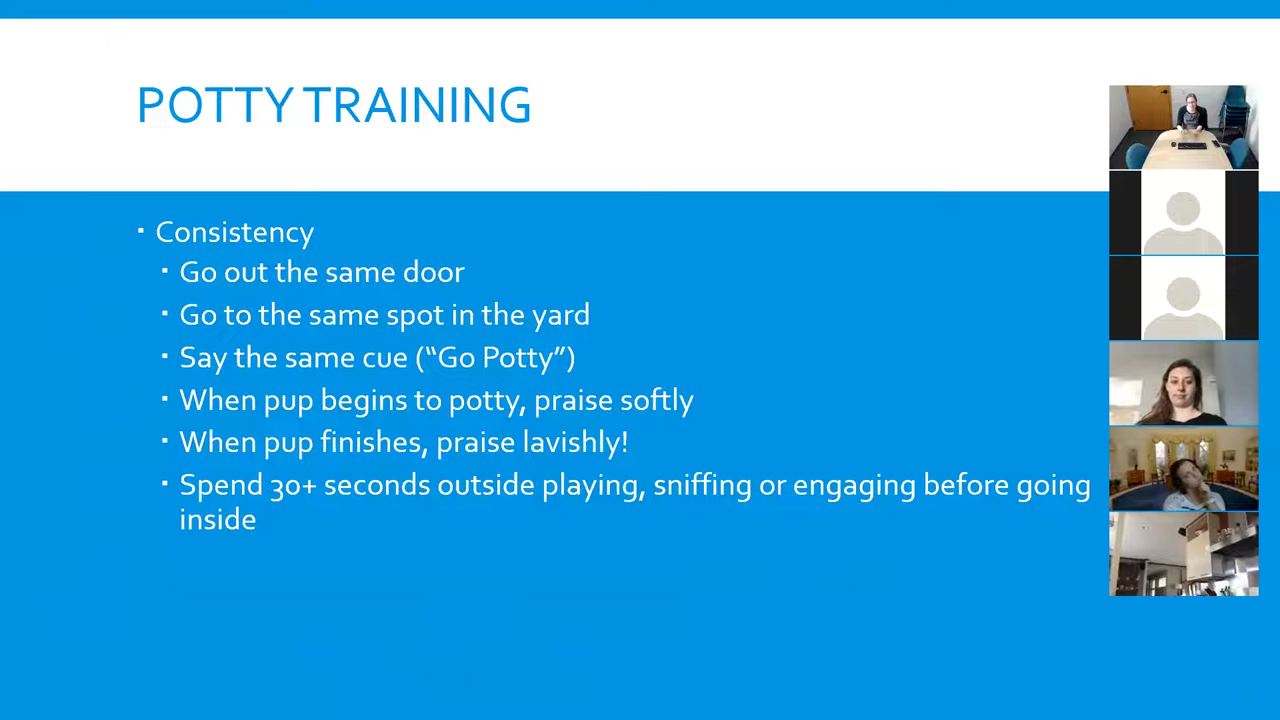 POTTY TRAINING
Consistency
Go out the same door
Go to the same spot in the yard
Say the same cue (“Go Potty”)
When pup begins to potty, praise softly
When pup finishes, praise lavishly!
Spend 30+ seconds outside playing, sniffing or engaging before going
inside